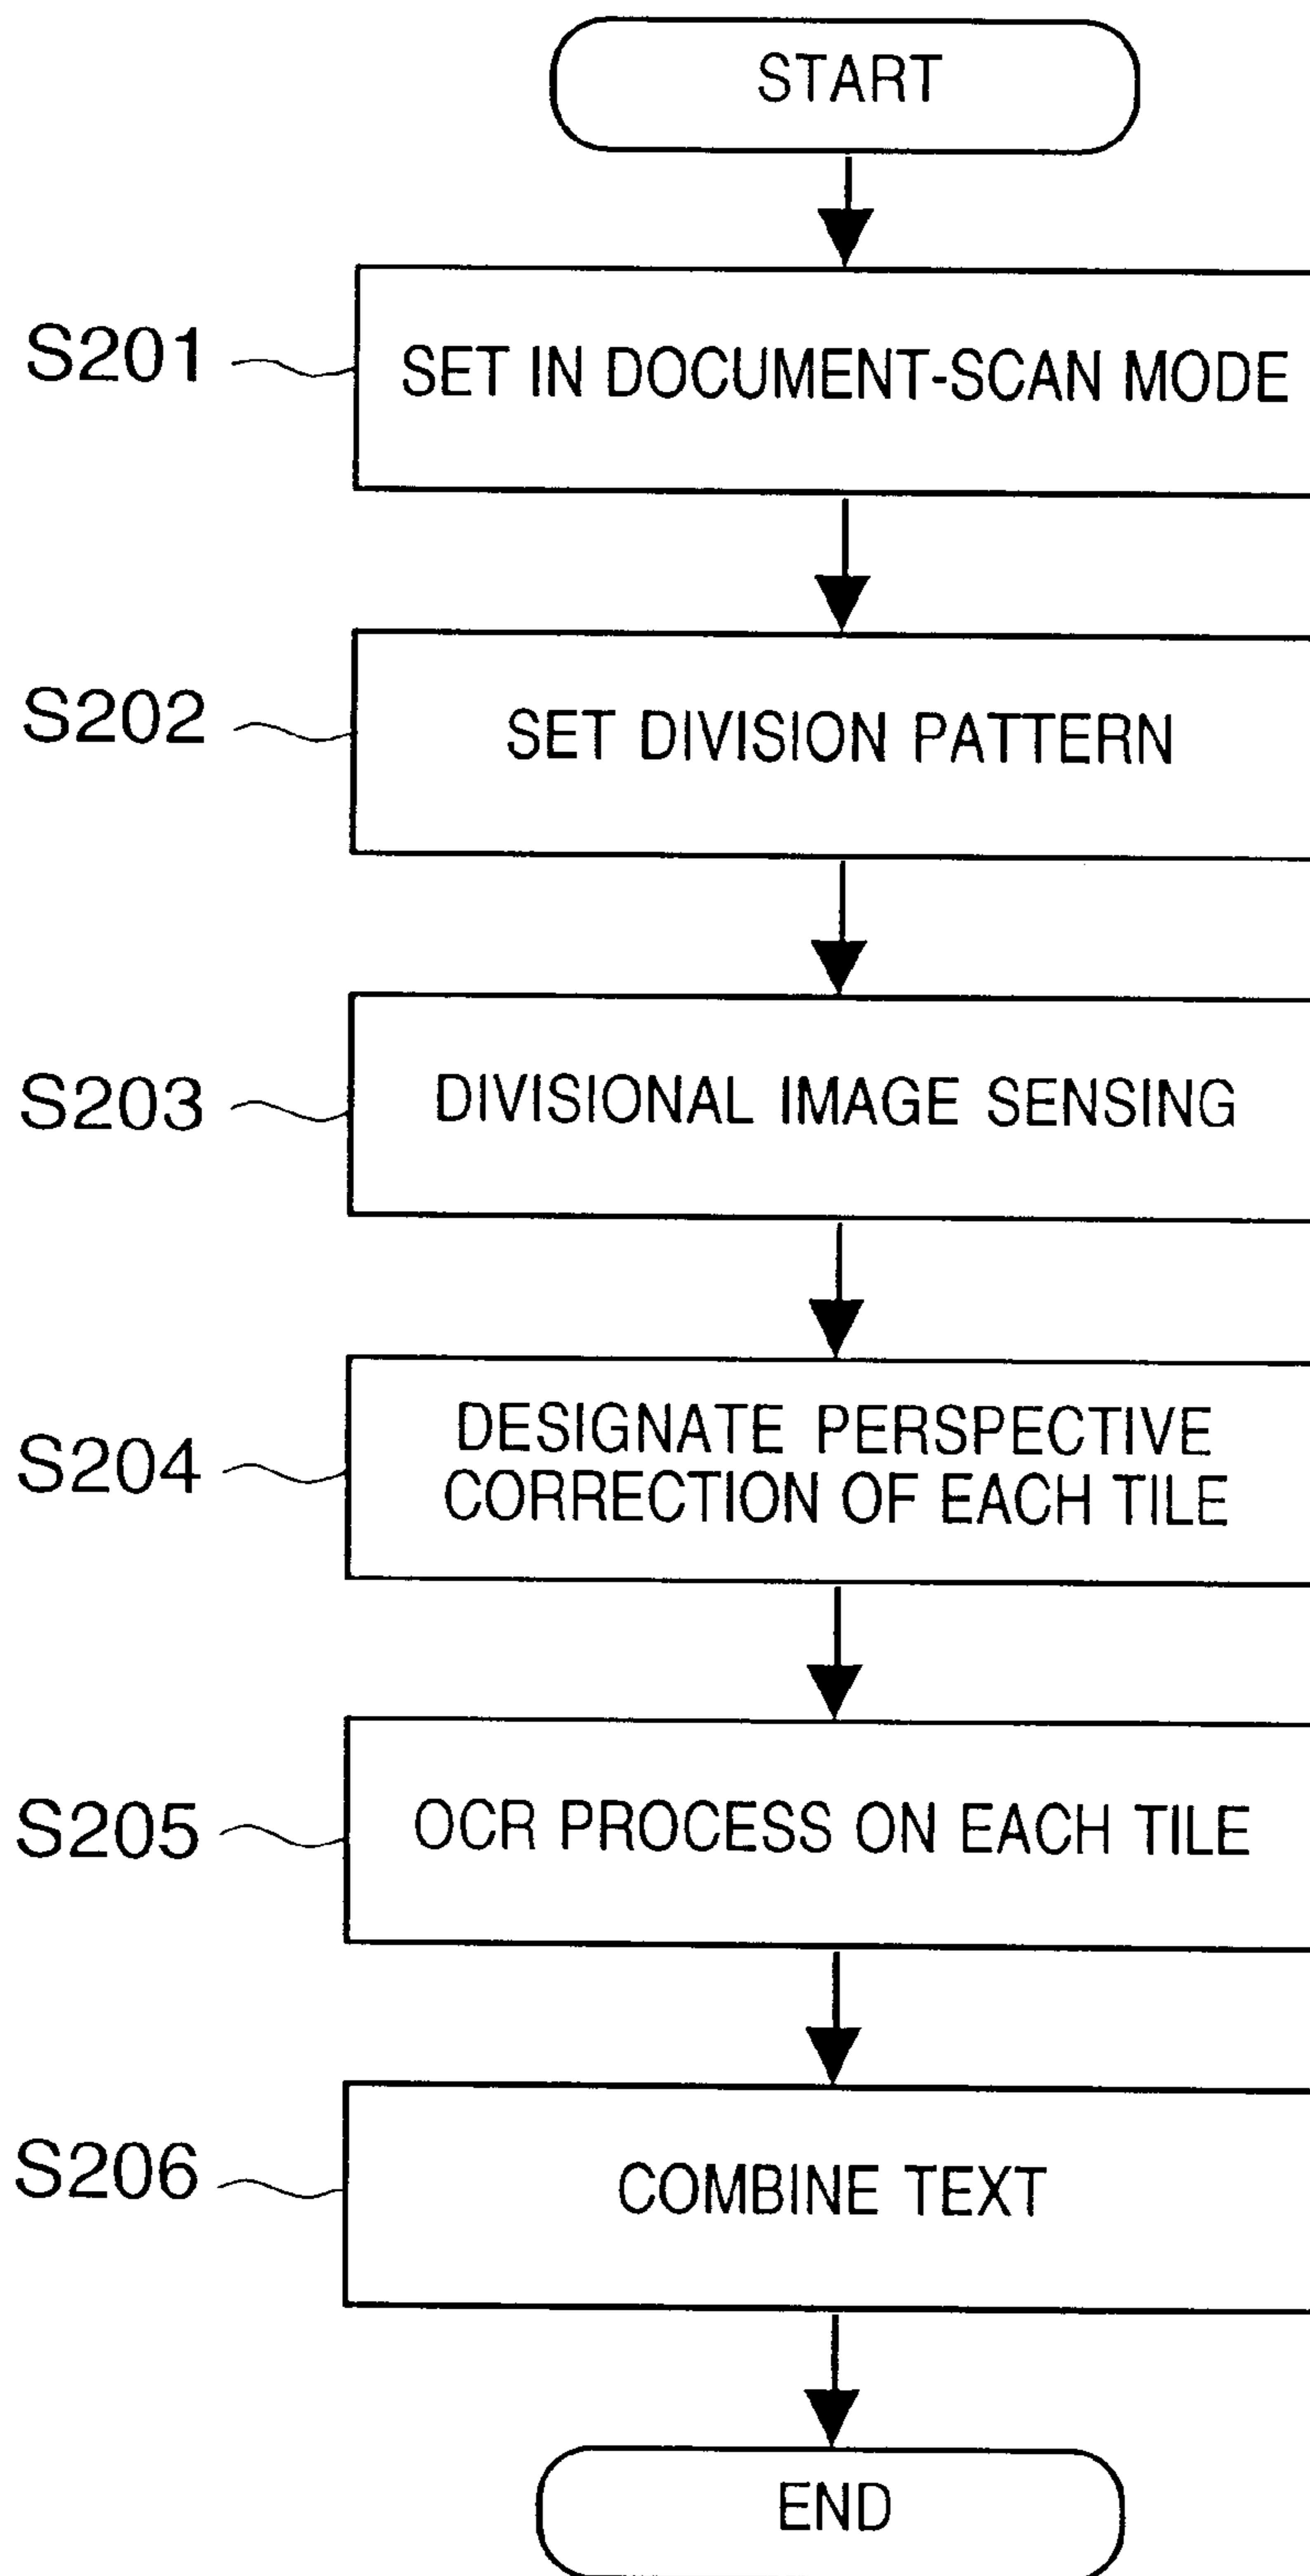 START
S201
SET IN DOCUMENT-SCAN MODE
S202
SET DIVISION PATTERN
S203
DIVISIONAL IMAGE SENSING
S204
DESIGNATE PERSPECTIVE
CORRECTION OF EACH TILE
S205
OCR PROCESS ON EACH TILE
S206
COMBINE TEXT
END